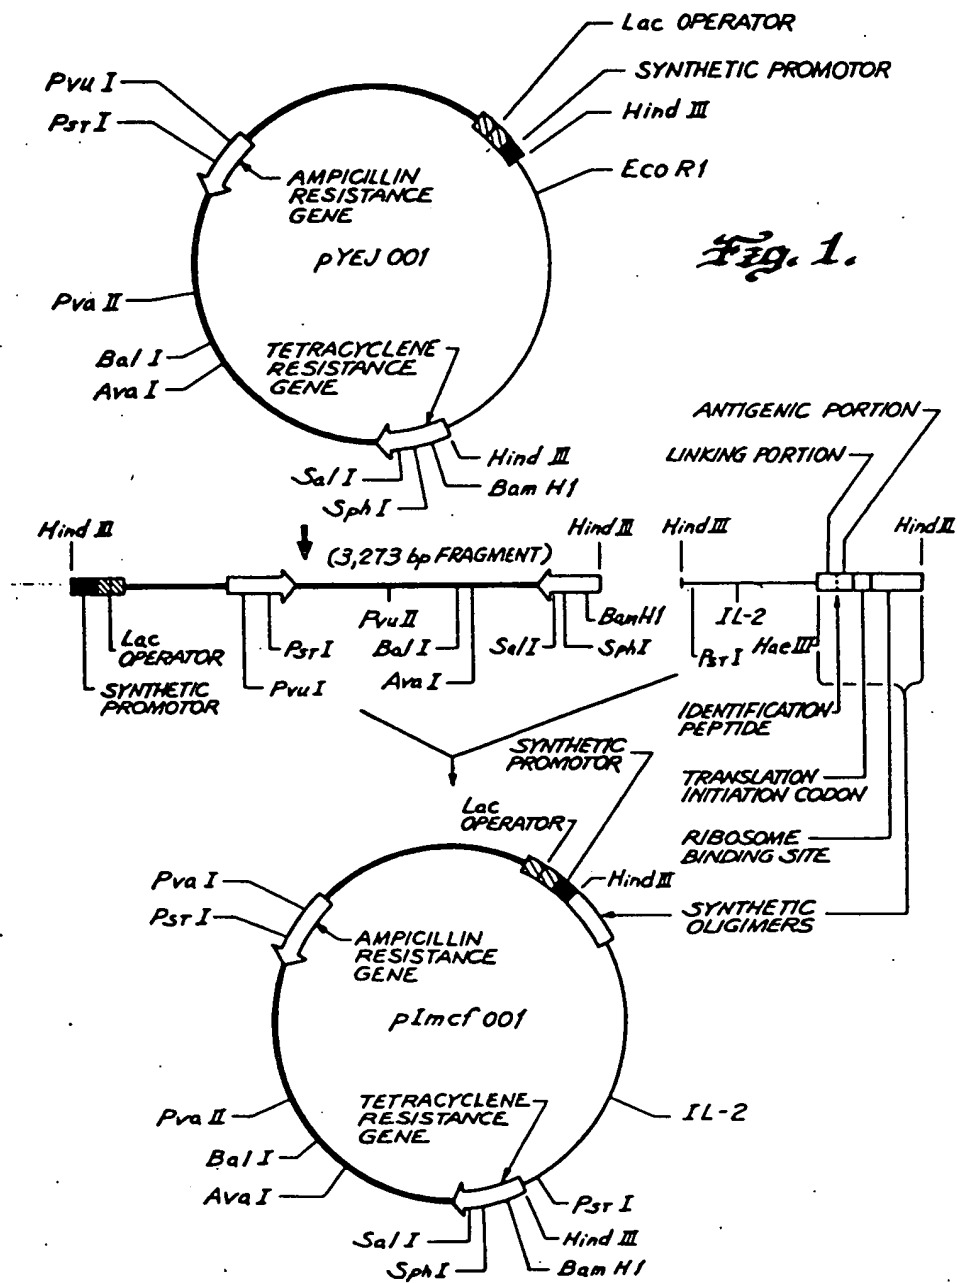 Lac OPERATOR
SYNTHETIC PROMOTOR
Hind III
Eco R1
Pvu I
PST I
AMPICILLIN
RESISTANCE
GENE
pYEJ 001
Fig. 1.
Pva II
Bal I
Ava I
TETRACYCLENE
RESISTANCE
GENE
Hind III
Bam H1
Sal I
Sph I
ANTIGENIC PORTION
LINKING PORTION
Hind III
(3,273 bp FRAGMENT)
Hind III
Hind III
Hind III
Lac
OPERATOR
SYNTHETIC
PROMOTOR
PST I
Pvu I
Pvu II
Bal I
Ava I
Sal I
BamH1
Sph I
IL-2
PST I
Hae III
IDENTIFICATION
PEPTIDE
TRANSLATION
INITIATION CODON
RIBOSOME
BINDING SITE
SYNTHETIC
OLIGIMERS
SYNTHETIC
PROMOTOR
Lac
OPERATOR
Hind III
Pva I
PST I
AMPICILLIN
RESISTANCE
GENE
pImcf 001
Pva II
Bal I
Ava I
TETRACYCLENE
RESISTANCE
GENE
IL-2
PST I
Hind III
Bam H1
Sal I
Sph I